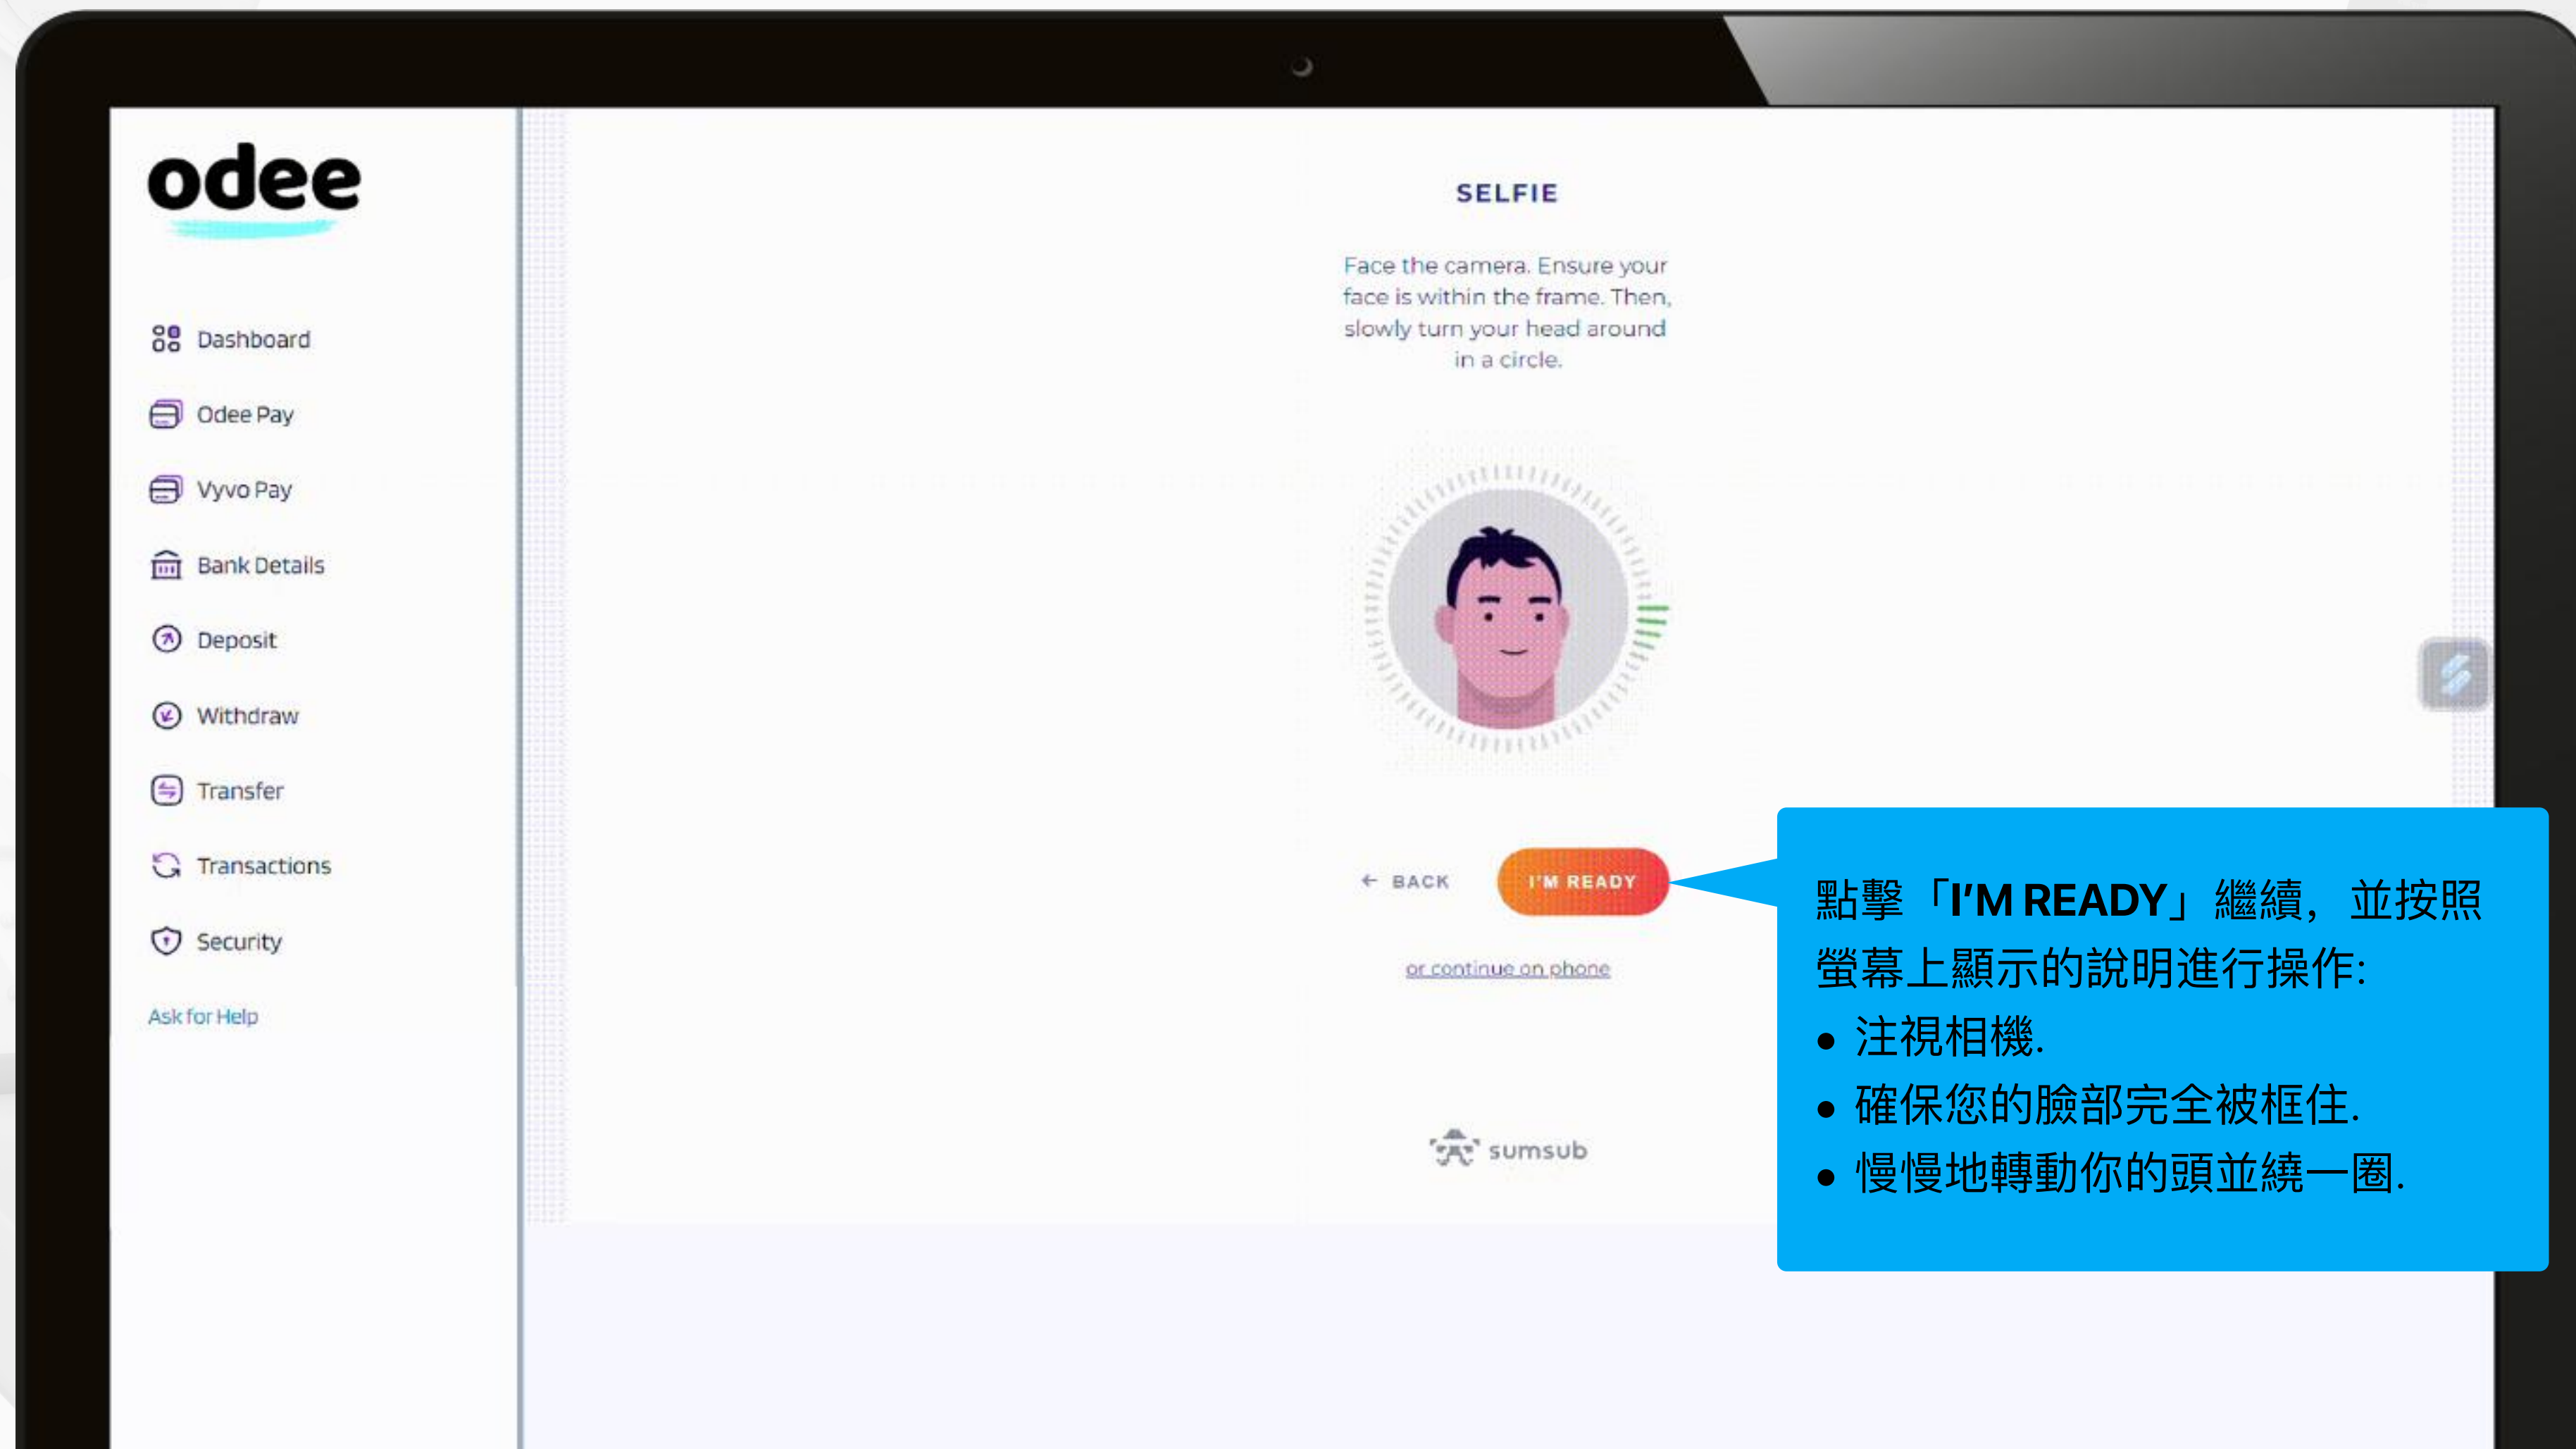 odee
Dashboard
Odee Pay
Vyvo Pay
Bank Details
Deposit
Withdraw
Transfer
Transactions
Security
Ask for Help
SELFIE
Face the camera. Ensure your
face is within the frame. Then,
slowly turn your head around
in a circle.
← BACK
I'M READY
or continue on phone
sumsub
點擊「I'M READY」繼續，並按照
螢幕上顯示的說明進行操作:
• 注視相機.
• 確保您的臉部完全被框住.
• 慢慢地轉動你的頭並繞一圈.